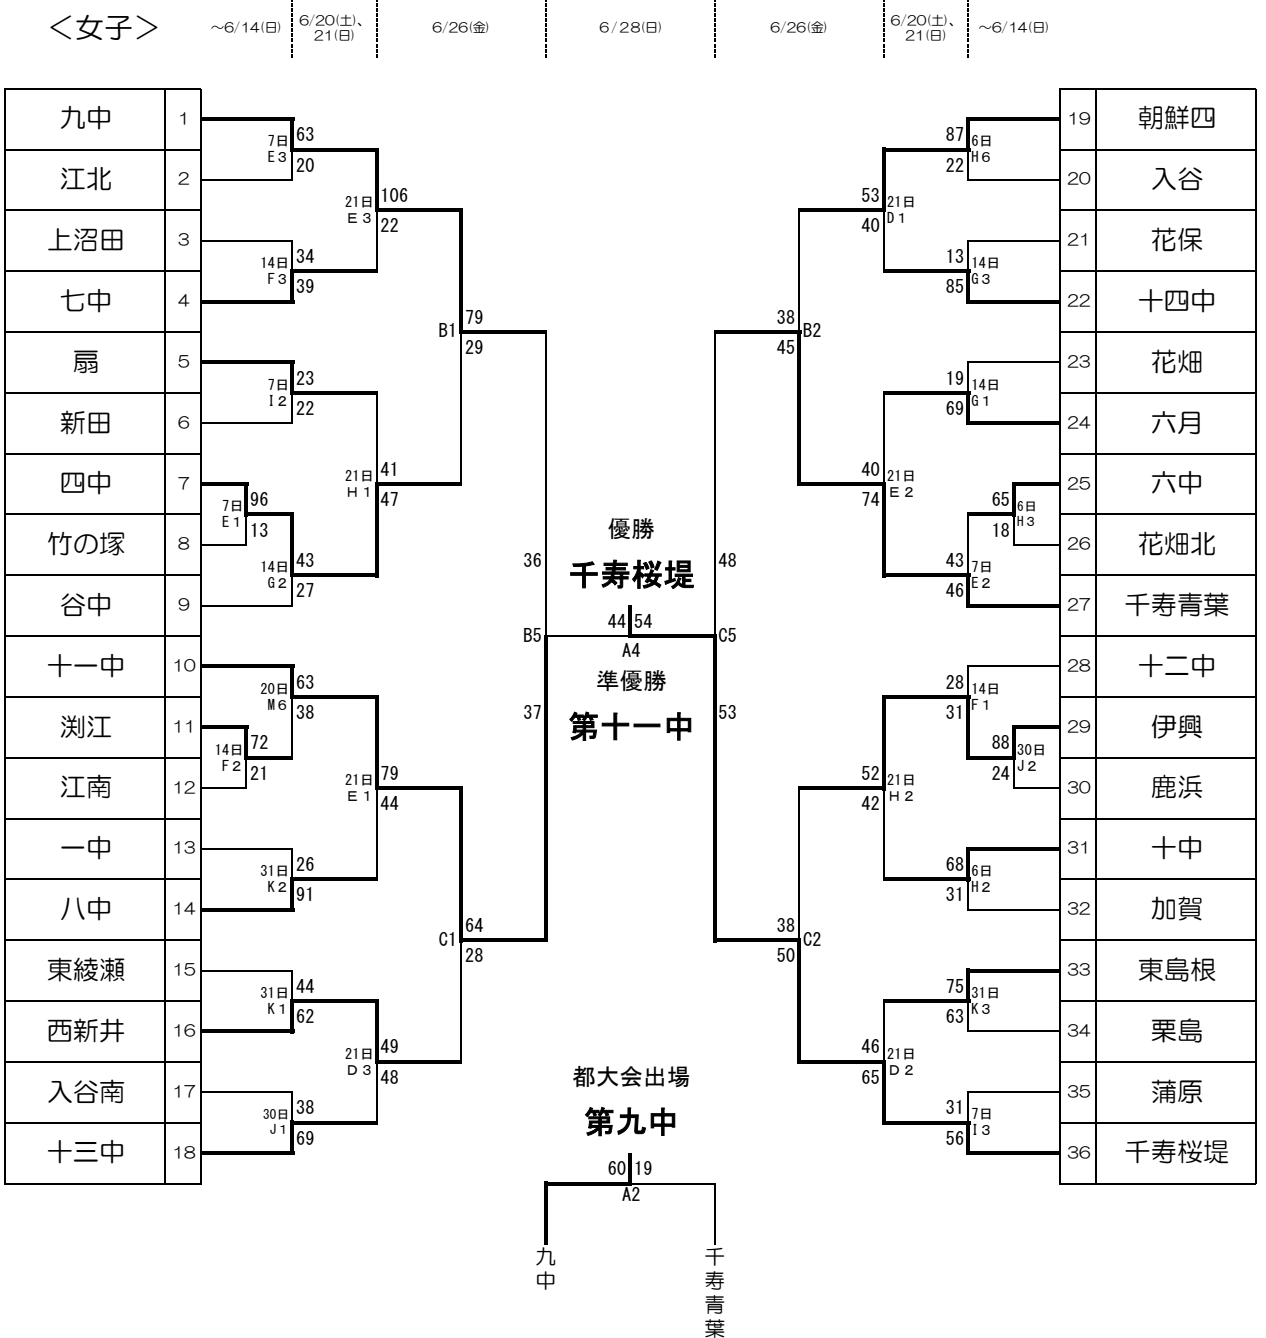 ＜女子＞
～6/14(日)
6/20(土)、
21(日)
6/26(金)
6/28(日)
6/26(金)
6/20(土)、
21(日)
～6/14(日)
九中 1
江北 2
上沼田 3
七中 4
扇 5
新田 6
四中 7
竹の塚 8
谷中 9
十一中 10
渕江 11
江南 12
一中 13
八中 14
東綾瀬 15
西新井 16
入谷南 17
十三中 18
7日
E3
63
20
14日
F3
34
39
7日
I2
23
22
7日
E1
96
13
14日
G2
43
27
20日
M6
63
38
14日
F2
72
21
31日
K2
26
91
31日
K1
44
62
30日
J1
38
69
21日
E3
106
22
21日
H1
41
47
21日
E1
79
44
21日
D3
49
48
B1
79
29
C1
64
28
36
B5
37
優勝
千寿桜堤
44 54
A4
準優勝
第十一中
48
C5
53
都大会出場
第九中
60 19
A2
九中
千寿青葉
38
B2
45
38
C2
50
53
21日
D1
40
40
21日
E2
74
52
21日
H2
42
46
21日
D2
65
87
6日
H6
22
13
14日
G3
85
19
14日
G1
69
65
6日
H3
18
43
7日
E2
46
28
14日
F1
31
88
30日
J2
24
68
6日
H2
31
75
31日
K3
63
31
7日
I3
56
19 朝鮮四
20 入谷
21 花保
22 十四中
23 花畑
24 六月
25 六中
26 花畑北
27 千寿青葉
28 十二中
29 伊興
30 鹿浜
31 十中
32 加賀
33 東島根
34 栗島
35 蒲原
36 千寿桜堤